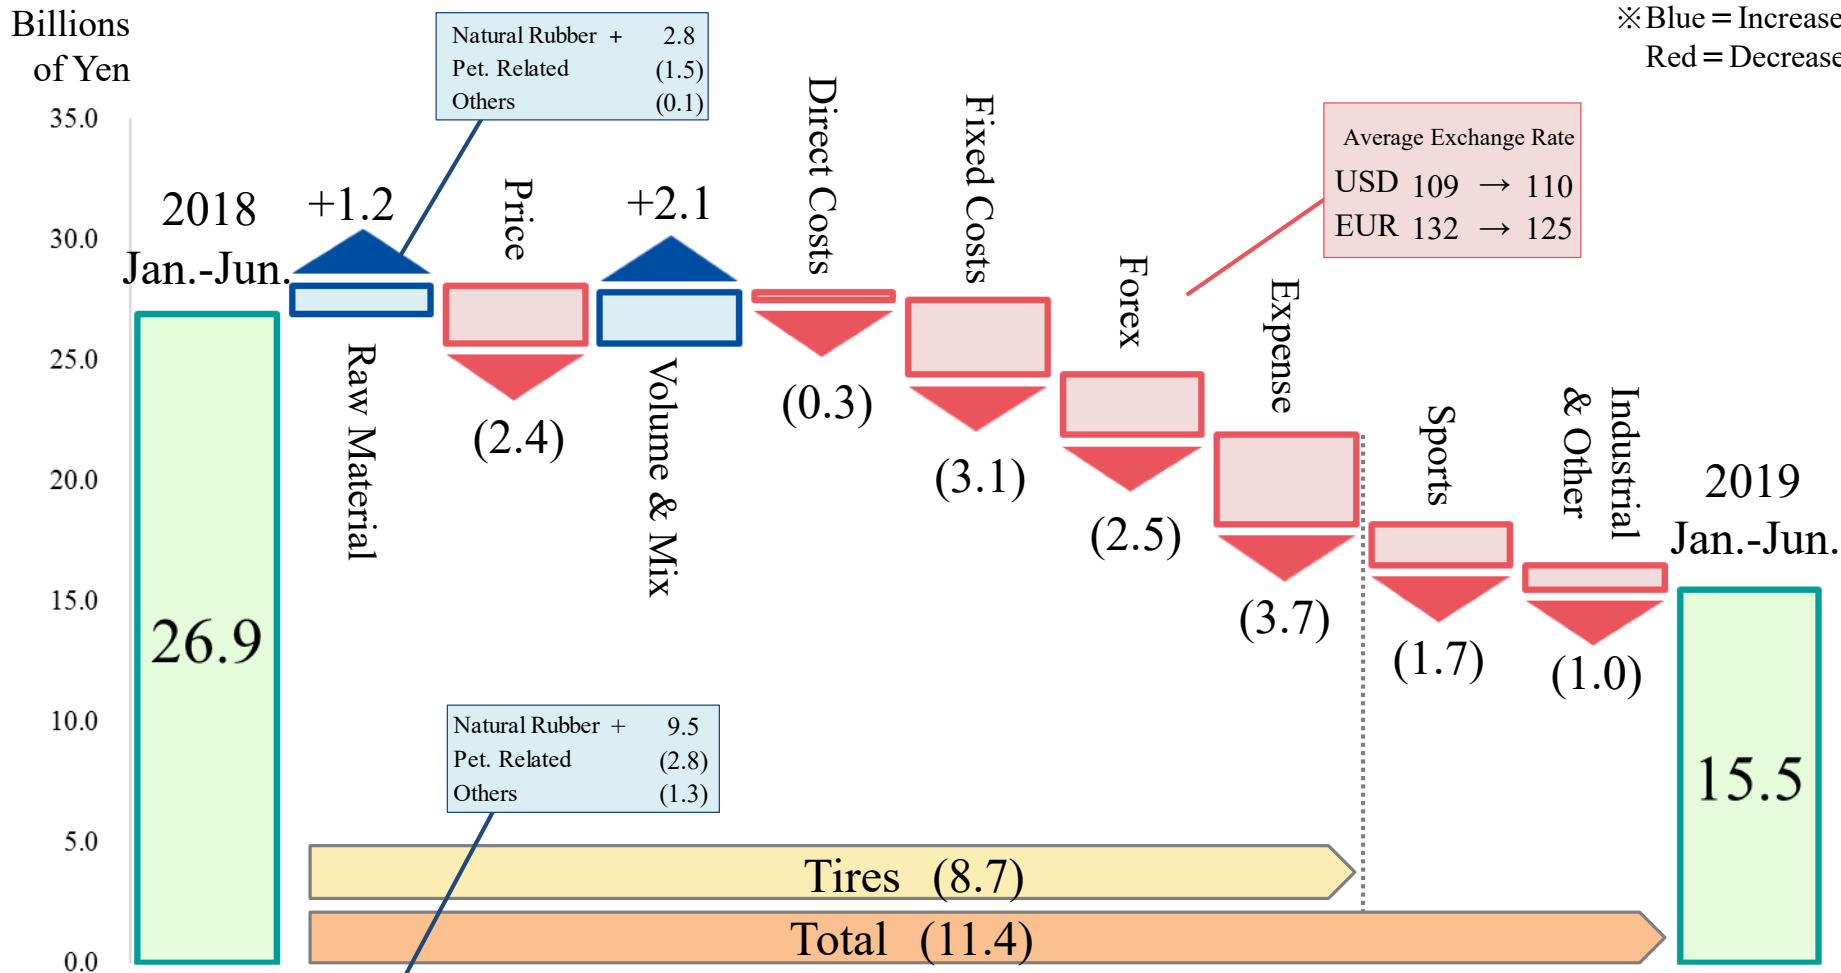 Billions
of Yen
※Blue＝Increase
Red＝Decrease
Natural Rubber + 2.8
Pet. Related (1.5)
Others (0.1)
Average Exchange Rate
USD 109 → 110
EUR 132 → 125
35.0
30.0
25.0
20.0
15.0
10.0
5.0
0.0
2018
Jan.-Jun.
26.9
+1.2
Raw Material
Price
(2.4)
+2.1
Volume & Mix
Direct Costs
(0.3)
Fixed Costs
(3.1)
Forex
(2.5)
Expense
(3.7)
Sports
(1.7)
Industrial
& Other
(1.0)
2019
Jan.-Jun.
15.5
Natural Rubber + 9.5
Pet. Related (2.8)
Others (1.3)
Tires (8.7)
Total (11.4)